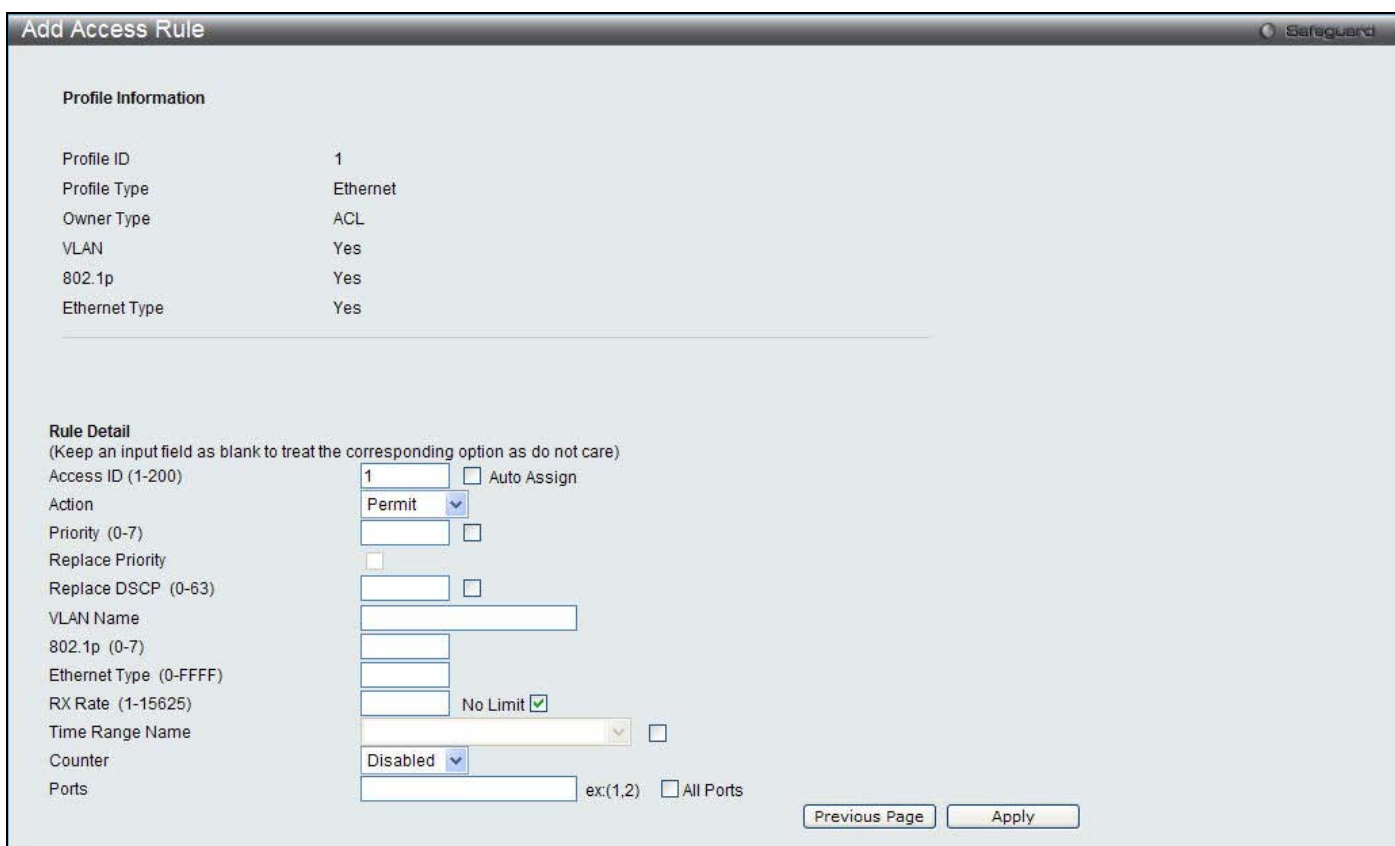 Add Access Rule Safeguard
Profile Information
Profile ID 1
Profile Type Ethernet
Owner Type ACL
VLAN Yes
802.1p Yes
Ethernet Type Yes
Rule Detail
(Keep an input field as blank to treat the corresponding option as do not care)
Access ID (1-200) 1 Auto Assign
Action Permit
Priority (0-7)
Replace Priority
Replace DSCP (0-63)
VLAN Name
802.1p (0-7)
Ethernet Type (0-FFFF)
RX Rate (1-15625) No Limit
Time Range Name
Counter Disabled
Ports ex:(1,2) All Ports
Previous Page Apply